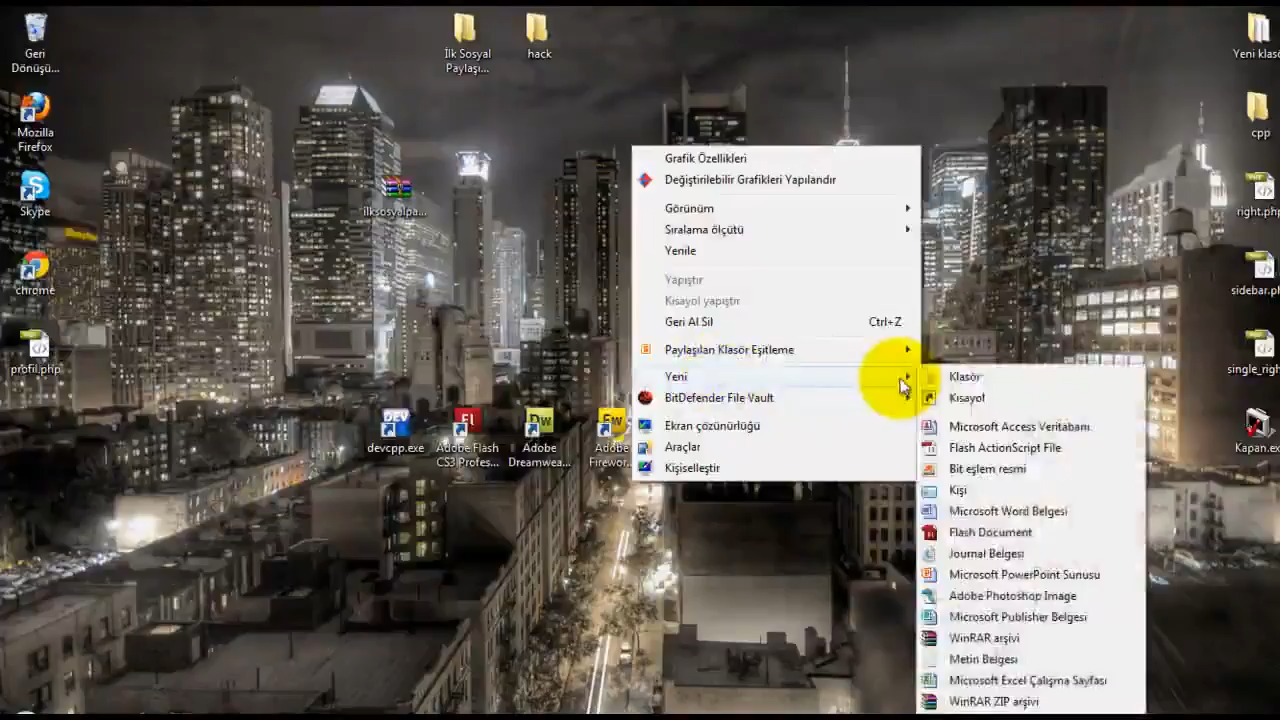 Geri
Dönüşü...
Mozilla
Firefox
Skype
chrome
profil.php
İlk Sosyal
Paylaşı...
hack
ilksosyalpa...
devcpp.exe
Adobe Flash
CS3 Profes...
Adobe
Dreamwea...
Adobe
Firewor...
Grafik Özellikleri
Değiştirilebilir Grafikleri Yapılandır
Görünüm
Sıralama ölçütü
Yenile
Yapıştır
Kısayol yapıştır
Geri Al Sil Ctrl+Z
Paylaşılan Klasör Eşitleme
Yeni
BitDefender File Vault
Ekran çözünürlüğü
Araçlar
Kişiselleştir
Klasör
Kısayol
Microsoft Access Veritabanı
Flash ActionScript File
Bit eşlem resmi
Kişi
Microsoft Word Belgesi
Flash Document
Journal Belgesi
Microsoft PowerPoint Sunusu
Adobe Photoshop Image
Microsoft Publisher Belgesi
WinRAR arşivi
Metin Belgesi
Microsoft Excel Çalışma Sayfası
WinRAR ZIP arşivi
Yeni klasö
cpp
right.php
sidebar.ph
single_righ
Kapan.ex